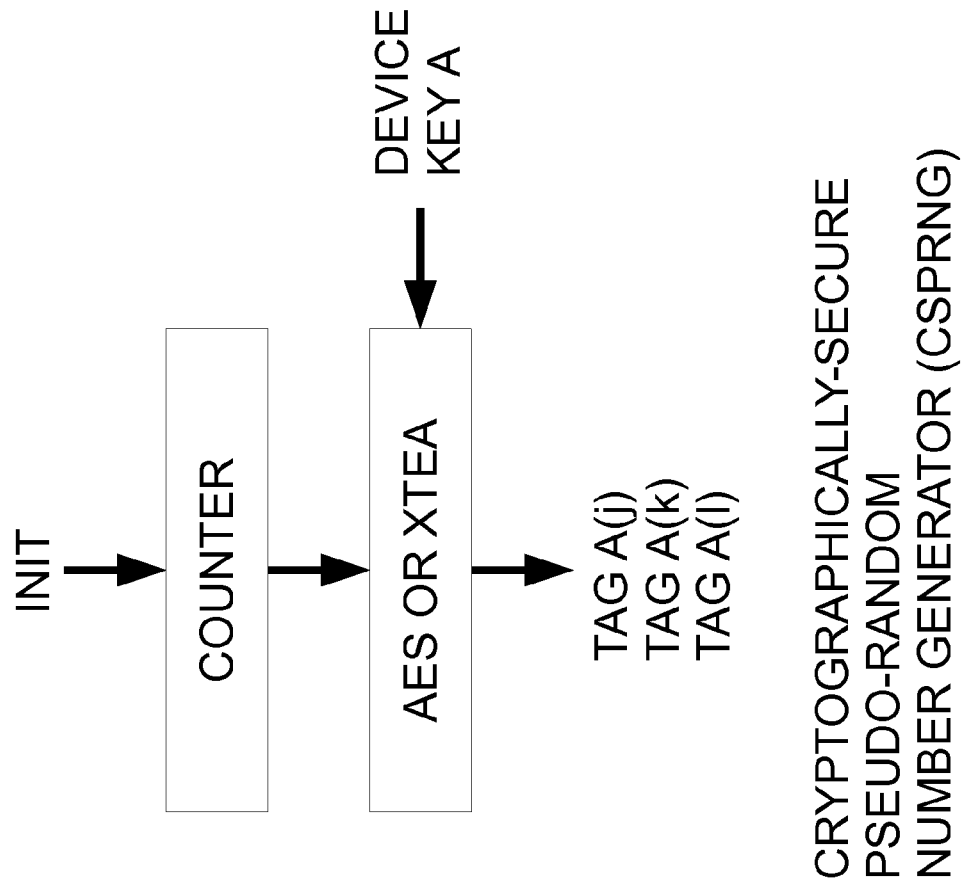 INIT
COUNTER
AES OR XTEA
DEVICE
KEY A
TAG A(j)
TAG A(k)
TAG A(l)
CRYPTOGRAPHICALLY-SECURE
PSEUDO-RANDOM
NUMBER GENERATOR (CSPRNG)